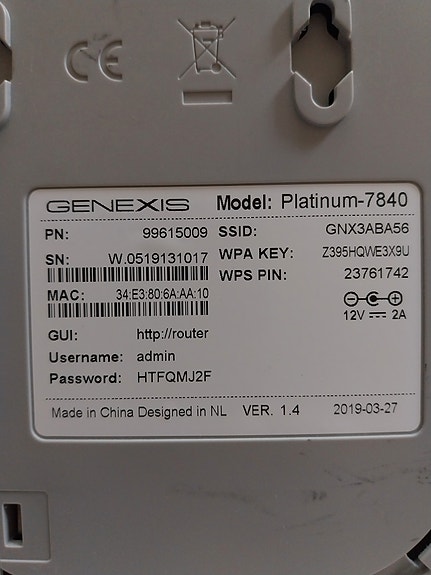 CE
GENEXIS Model: Platinum-7840
PN: 99615009
SN: W.0519131017
MAC: 34:E3:80:6A:AA:10
GUI: http://router
Username: admin
Password: HTFQMJ2F
SSID: GNX3ABA56
WPA KEY: Z395HQWE3X9U
WPS PIN: 23761742
12V 2A
Made in China Designed in NL VER. 1.4 2019-03-27